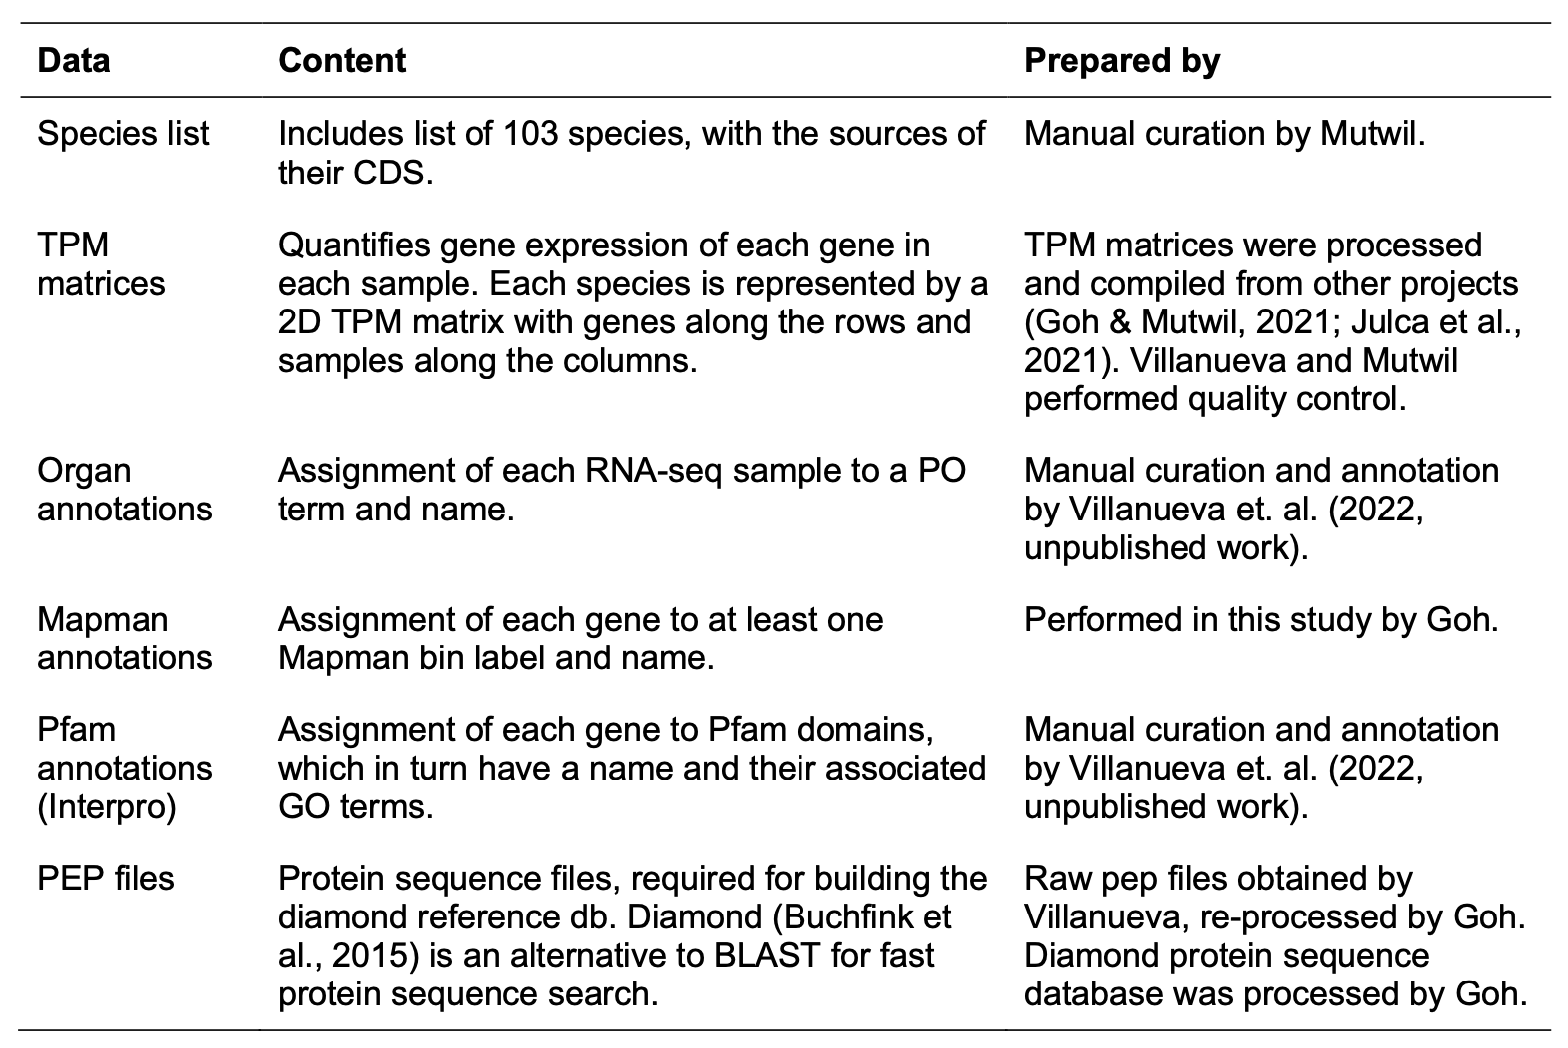 Data Content Prepared by
Species list Includes list of 103 species, with the sources of Manual curation by Mutwil.
their CDS.
TPM Quantifies gene expression of each gene in TPM matrices were processed
matrices each sample. Each species is represented by a and compiled from other projects
2D TPM matrix with genes along the rows and (Goh & Mutwil, 2021; Julca et al.,
samples along the columns. 2021). Villanueva and Mutwil
performed quality control.
Organ Assignment of each RNA-seq sample to a PO Manual curation and annotation
annotations term and name. by Villanueva et. al. (2022,
unpublished work).
Mapman Assignment of each gene to at least one Performed in this study by Goh.
annotations Mapman bin label and name.
Pfam Assignment of each gene to Pfam domains, Manual curation and annotation
annotations which in turn have a name and their associated by Villanueva et. al. (2022,
(Interpro) GO terms. unpublished work).
PEP files Protein sequence files, required for building the Raw pep files obtained by
diamond reference db. Diamond (Buchfink et Villanueva, re-processed by Goh.
al., 2015) is an alternative to BLAST for fast Diamond protein sequence
protein sequence search. database was processed by Goh.